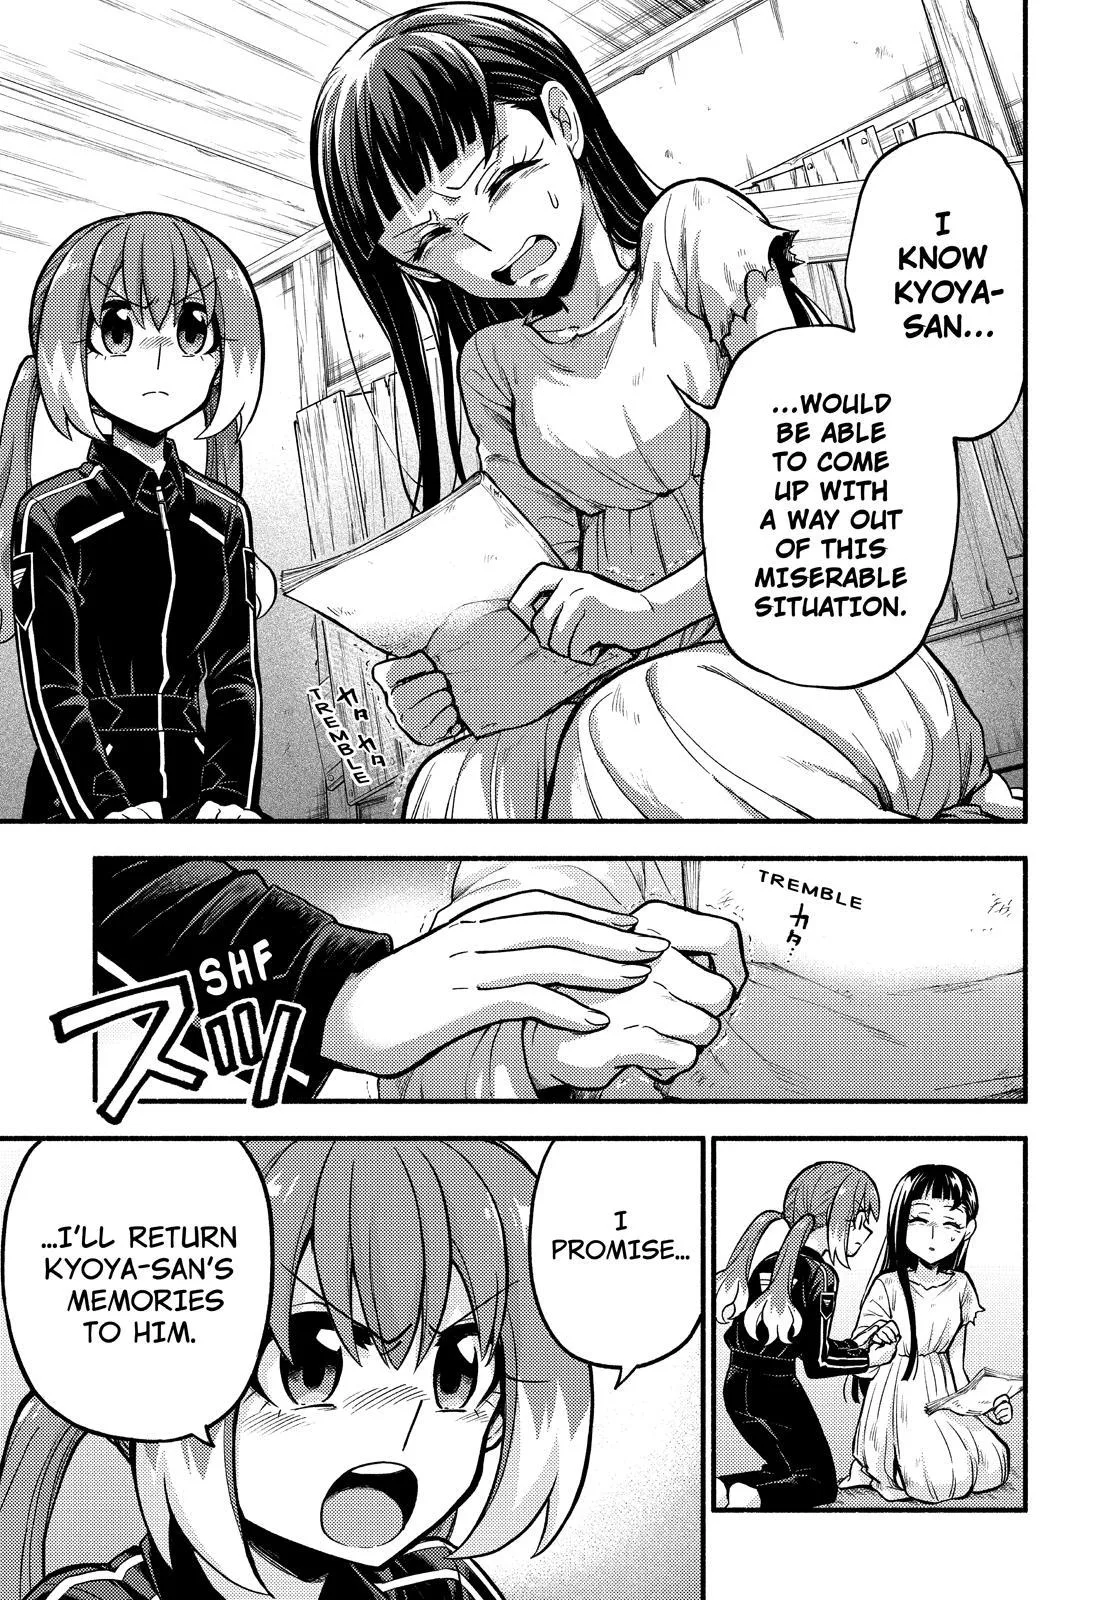 I
KNOW
KYOYA-
SAN...
...WOULD
BE ABLE
TO COME
UP WITH
A WAY OUT
OF THIS
MISERABLE
SITUATION.
カタカタ
TREMBLE
TREMBLE
カタ...
SHF
ズッ
I
PROMISE...
...I'LL RETURN
KYOYA-SAN'S
MEMORIES
TO HIM.